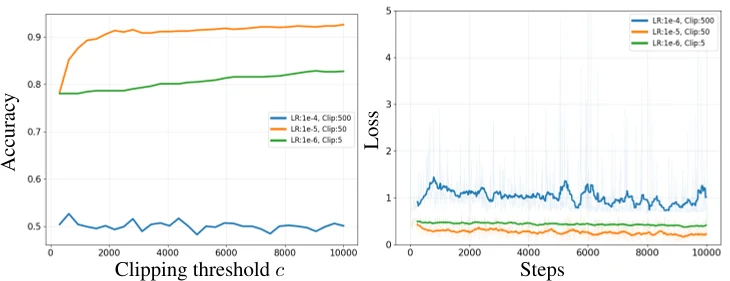 0.9
0.8
0.7
0.6
0.5
0 2000 4000 6000 8000 10000
Accuracy
Clipping threshold c
LR:1e-4, Clip:500
LR:1e-5, Clip:50
LR:1e-6, Clip:5
5
4
3
2
1
0
0 2000 4000 6000 8000 10000
Loss
Steps
LR:1e-4, Clip:500
LR:1e-5, Clip:50
LR:1e-6, Clip:5